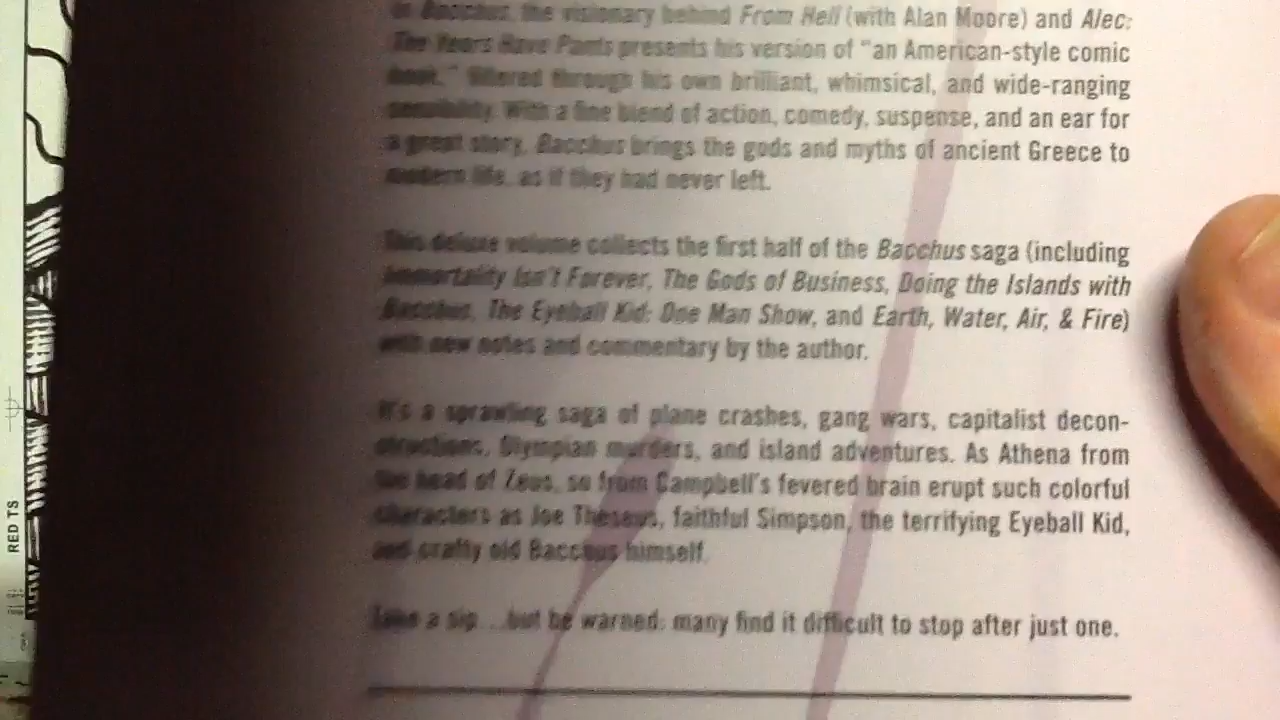 in Bacchus, the visionary behind From Hell (with Alan Moore) and Alec:
The Years Have Pants presents his version of "an American-style comic
book," filtered through his own brilliant, whimsical, and wide-ranging
sensibility. With a fine blend of action, comedy, suspense, and an ear for
a great story, Bacchus brings the gods and myths of ancient Greece to
modern life, as if they had never left.
This deluxe volume collects the first half of the Bacchus saga (including
Immortality Isn't Forever, The Gods of Business, Doing the Islands with
Bacchus, The Eyeball Kid: One Man Show, and Earth, Water, Air, & Fire)
with new notes and commentary by the author.
It's a sprawling saga of plane crashes, gang wars, capitalist decon-
structions, Olympian murders, and island adventures. As Athena from
the head of Zeus, so from Campbell's fevered brain erupt such colorful
characters as Joe Theseus, faithful Simpson, the terrifying Eyeball Kid,
and crafty old Bacchus himself.
Take a sip...but be warned: many find it difficult to stop after just one.
RED TS